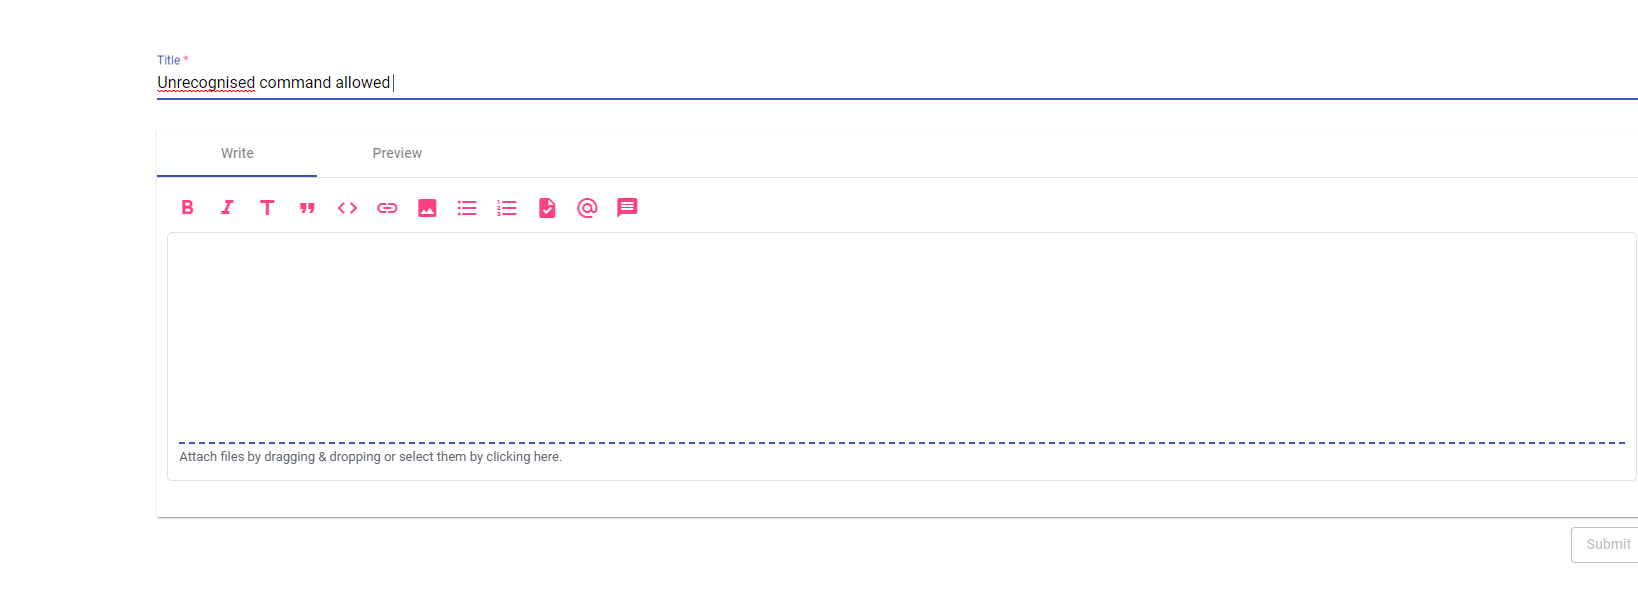 Title *
Unrecognised command allowed
Write Preview
Attach files by dragging & dropping or select them by clicking here.
Submit